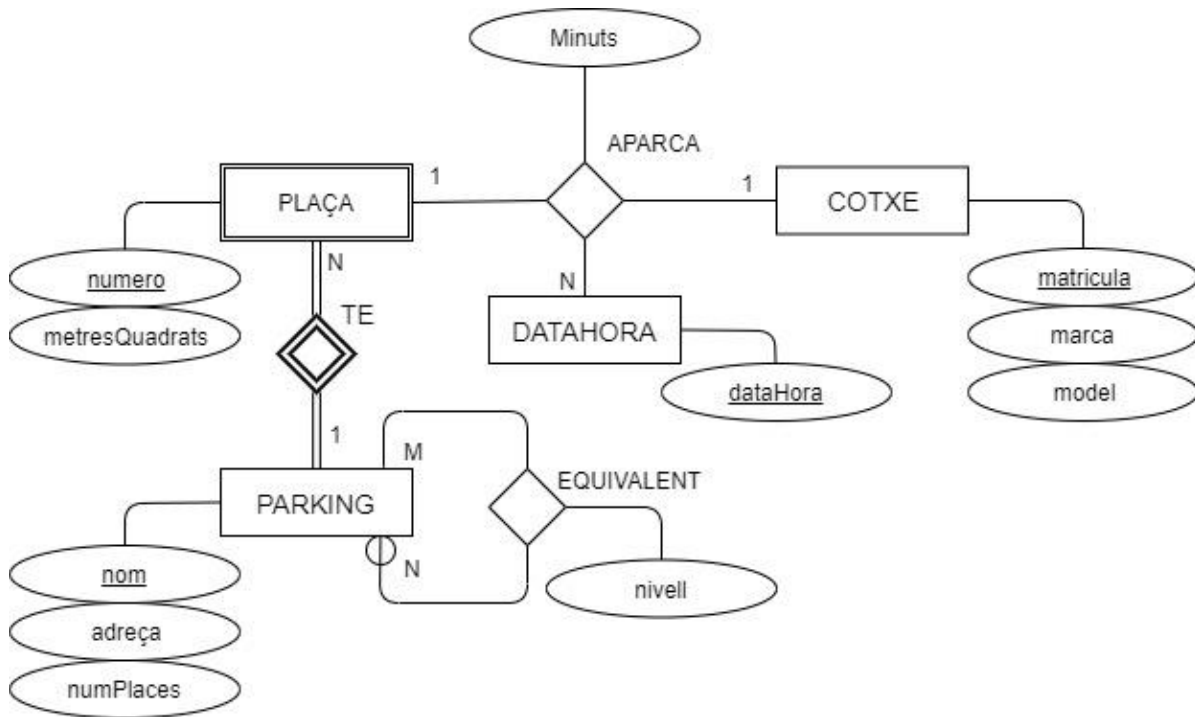 Minuts
APARCA
PLAÇA
1
1
COTXE
numero
metresQuadrats
N
TE
N
DATAHORA
matricula
marca
model
dataHora
1
M
PARKING
EQUIVALENT
N
nom
adreça
numPlaces
nivell